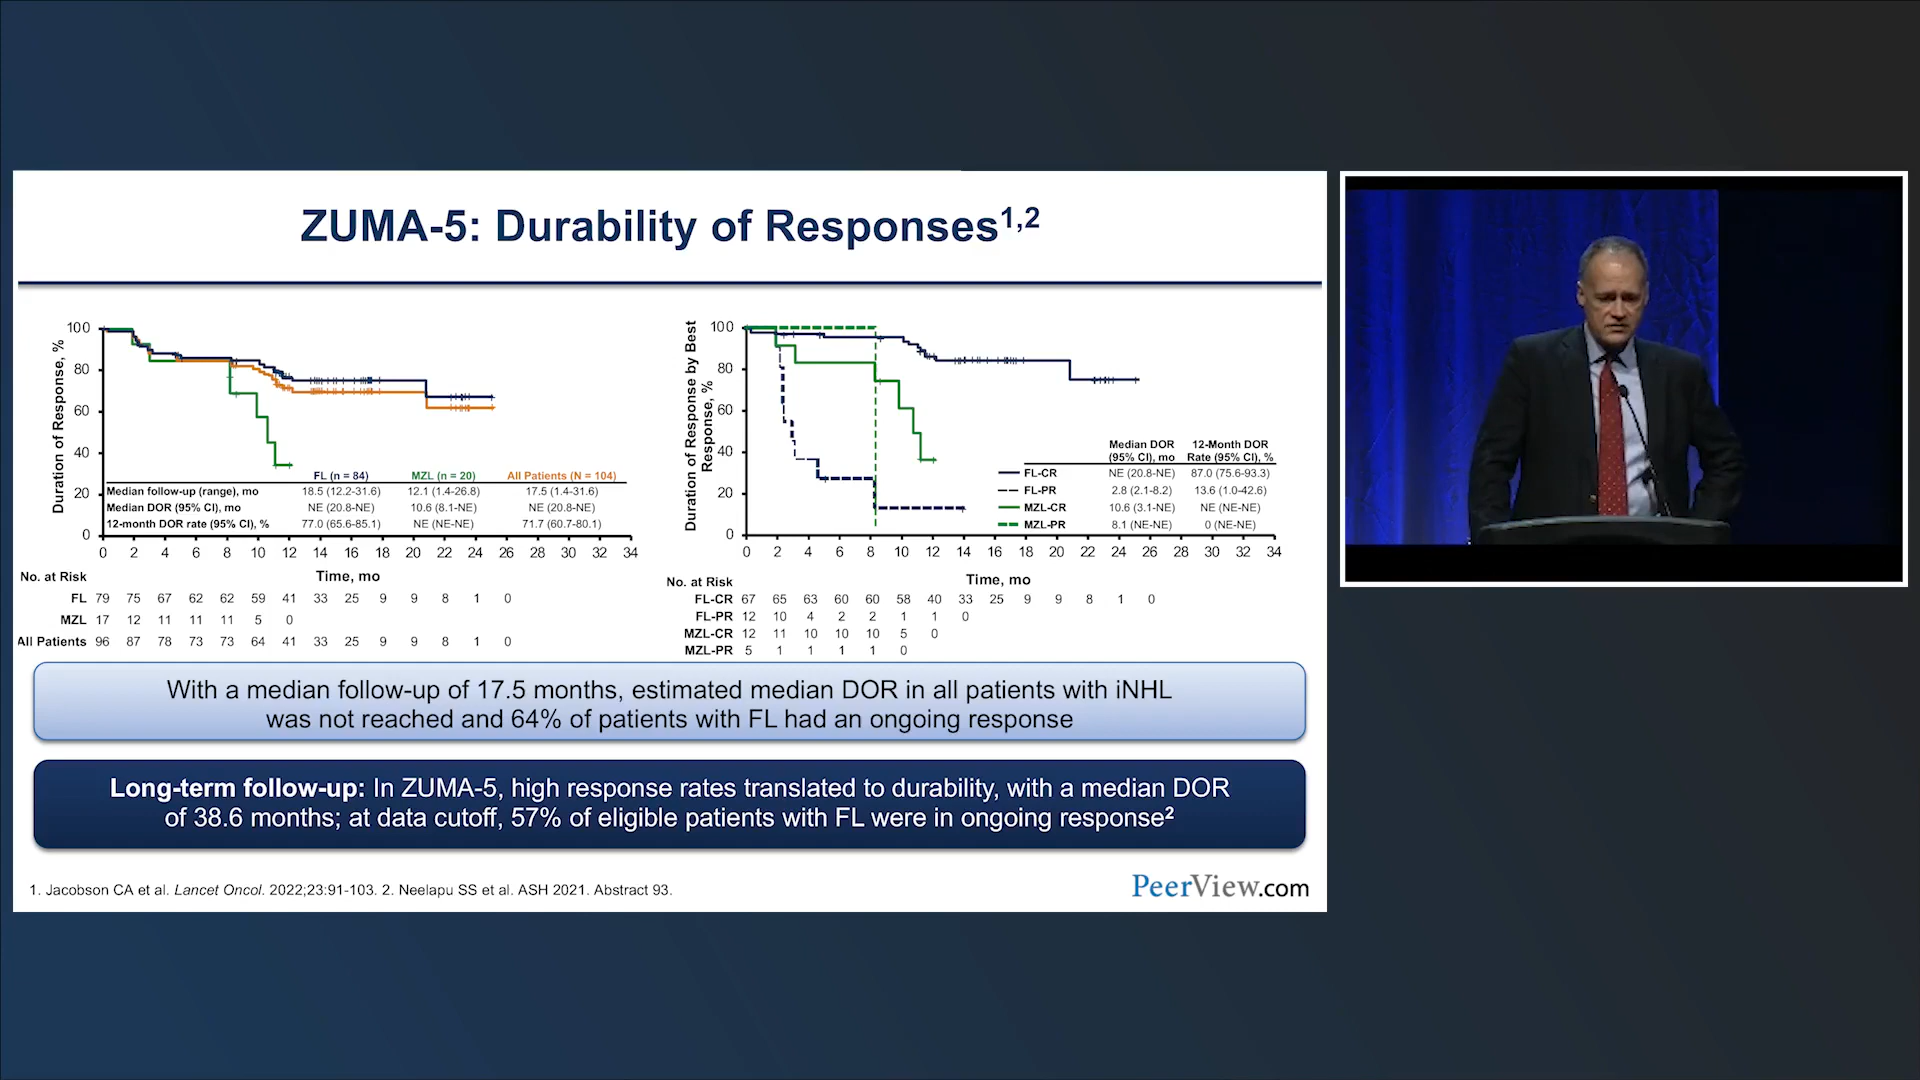 ZUMA-5: Durability of Responses1,2
Duration of Response, %
100
80
60
40
20
0
FL (n = 84) MZL (n = 20) All Patients (N = 104)
Median follow-up (range), mo 18.5 (12.2-31.6) 12.1 (1.4-26.8) 17.5 (1.4-31.6)
Median DOR (95% CI), mo NE (20.8-NE) 10.6 (8.1-NE) NE (20.8-NE)
12-month DOR rate (95% CI), % 77.0 (65.6-85.1) NE (NE-NE) 71.7 (60.7-80.1)
0 2 4 6 8 10 12 14 16 18 20 22 24 26 28 30 32 34
Time, mo
No. at Risk
FL 79 75 67 62 62 59 41 33 25 9 9 8 1 0
MZL 17 12 11 11 11 5 0
All Patients 96 87 78 73 73 64 41 33 25 9 9 8 1 0
Duration of Response by Best
Response, %
100
80
60
40
20
0
Median DOR 12-Month DOR
(95% CI), mo Rate (95% CI), %
FL-CR NE (20.8-NE) 87.0 (75.6-93.3)
FL-PR 2.8 (2.1-8.2) 13.6 (1.0-42.6)
MZL-CR 10.6 (3.1-NE) NE (NE-NE)
MZL-PR 8.1 (NE-NE) 0 (NE-NE)
0 2 4 6 8 10 12 14 16 18 20 22 24 26 28 30 32 34
Time, mo
No. at Risk
FL-CR 67 65 63 60 60 58 40 33 25 9 9 8 1 0
FL-PR 12 10 4 2 2 1 1 0
MZL-CR 12 11 10 10 10 5 0
MZL-PR 5 1 1 1 1 0
With a median follow-up of 17.5 months, estimated median DOR in all patients with iNHL
was not reached and 64% of patients with FL had an ongoing response
Long-term follow-up: In ZUMA-5, high response rates translated to durability, with a median DOR
of 38.6 months; at data cutoff, 57% of eligible patients with FL were in ongoing response2
1. Jacobson CA et al. Lancet Oncol. 2022;23:91-103. 2. Neelapu SS et al. ASH 2021. Abstract 93.
PeerView.com